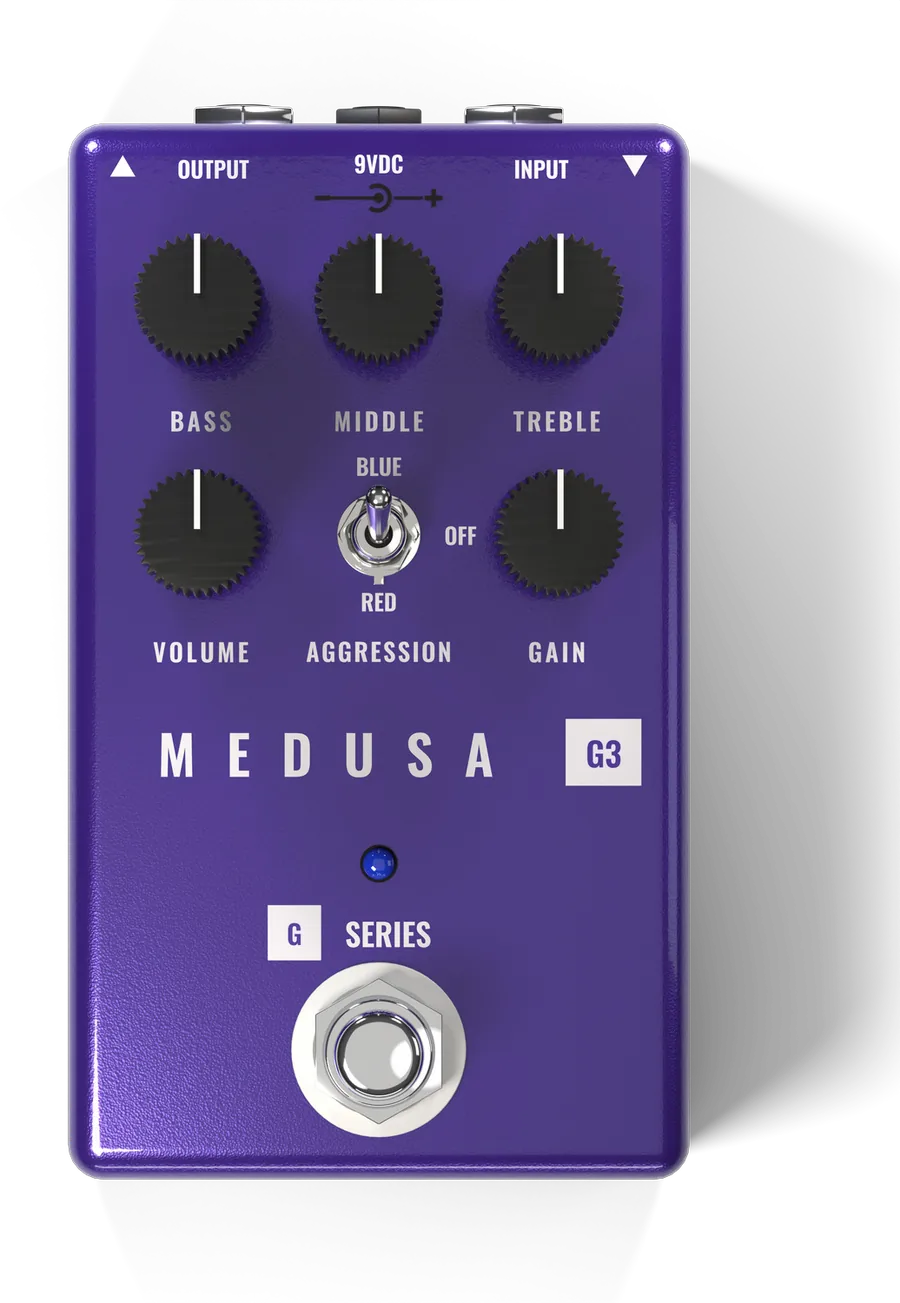 OUTPUT 9VDC INPUT
BASS MIDDLE TREBLE
BLUE
OFF
RED
VOLUME AGGRESSION GAIN
MEDUSA G3
G SERIES